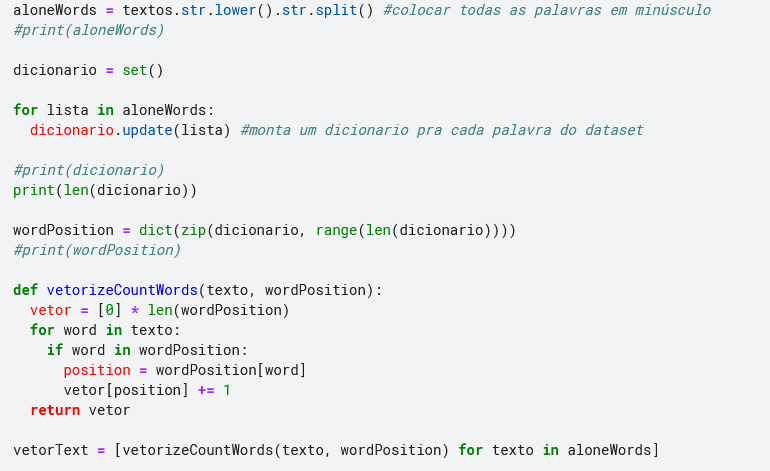 aloneWords = textos.str.lower().str.split() #colocar todas as palavras em minúsculo
#print(aloneWords)

dicionario = set()

for lista in aloneWords:
  dicionario.update(lista) #monta um dicionario pra cada palavra do dataset

#print(dicionario)
print(len(dicionario))

wordPosition = dict(zip(dicionario, range(len(dicionario))))
#print(wordPosition)

def vetorizeCountWords(texto, wordPosition):
  vetor = [0] * len(wordPosition)
  for word in texto:
    if word in wordPosition:
      position = wordPosition[word]
      vetor[position] += 1
  return vetor

vetorText = [vetorizeCountWords(texto, wordPosition) for texto in aloneWords]